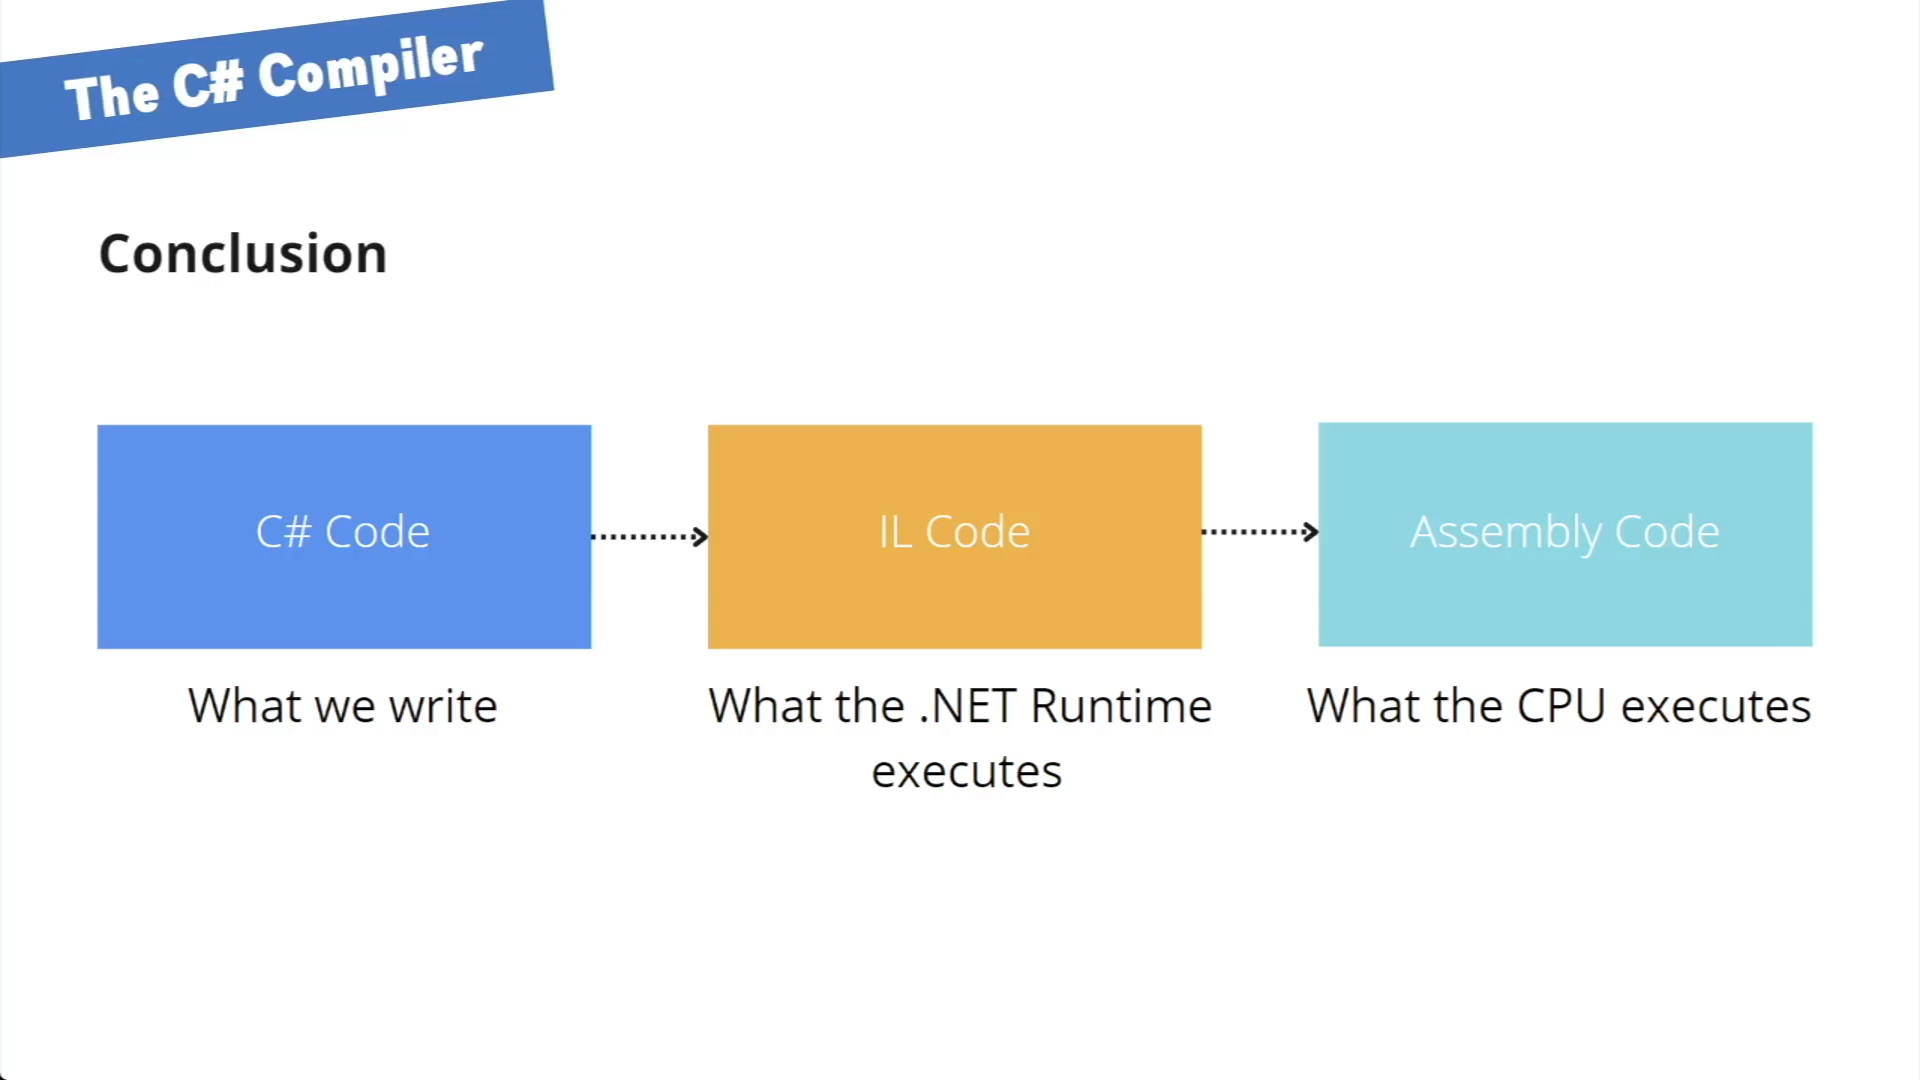 The C# Compiler
Conclusion
C# Code
IL Code
Assembly Code
What we write
What the .NET Runtime
executes
What the CPU executes